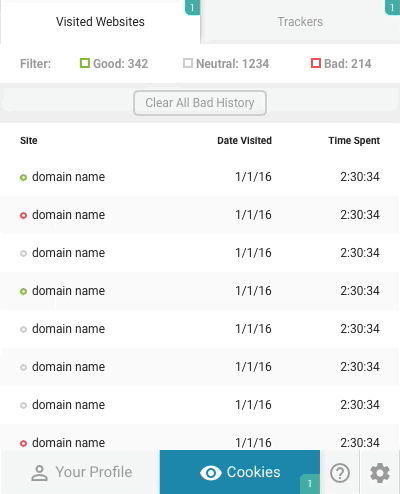 1 1
Visited Websites Trackers
Filter: Good: 342 Neutral: 1234 Bad: 214
Clear All Bad History
Site Date Visited Time Spent
domain name 1/1/16 2:30:34
domain name 1/1/16 2:30:34
domain name 1/1/16 2:30:34
domain name 1/1/16 2:30:34
domain name 1/1/16 2:30:34
domain name 1/1/16 2:30:34
domain name 1/1/16 2:30:34
domain name 1/1/16 2:30:34
Your Profile Cookies ?
1